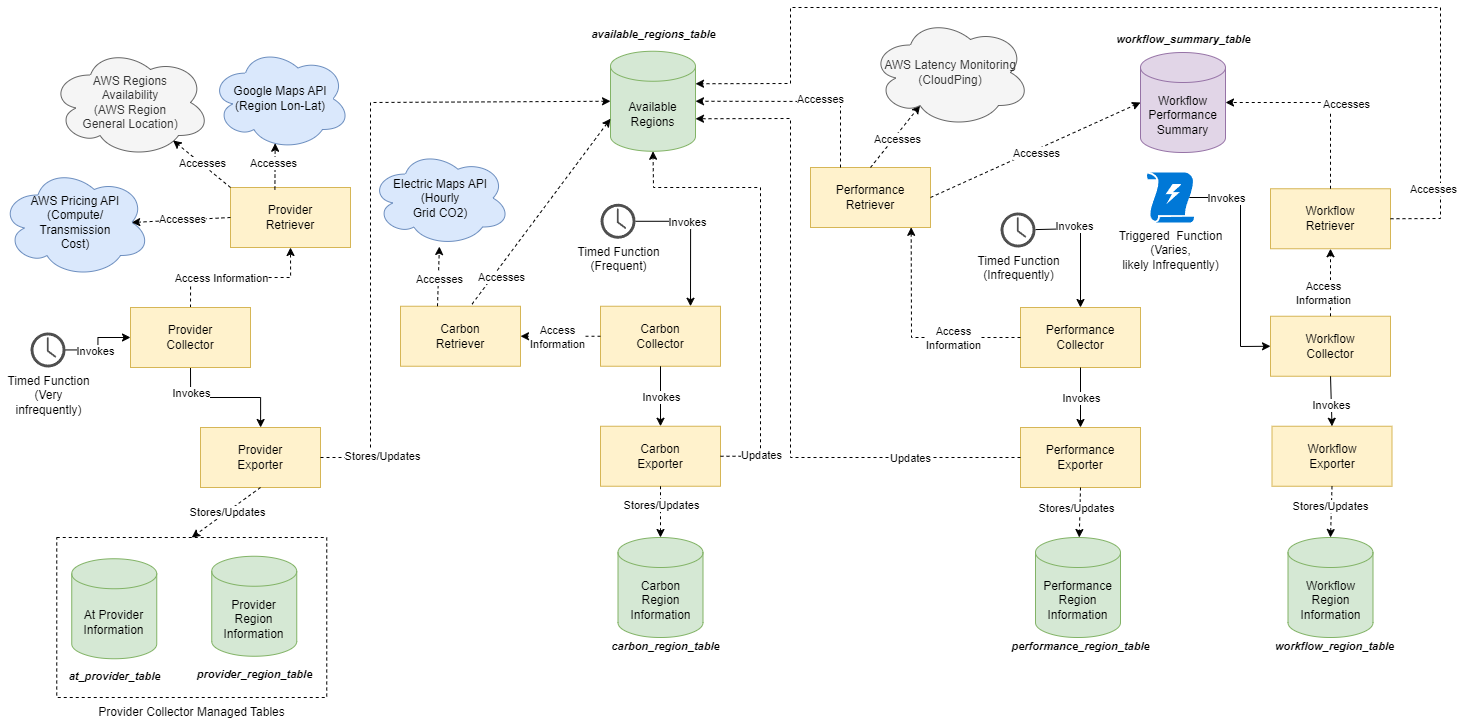 available_regions_table
workflow_summary_table
AWS Regions
Availability
(AWS Region
General Location)
Google Maps API
(Region Lon-Lat)
Available
Regions
AWS Latency Monitoring
(CloudPing)
Workflow
Performance
Summary
Accesses
Accesses
Accesses
Accesses
Accesses
Accesses
Accesses
AWS Pricing API
(Compute/
Transmission
Cost)
Accesses
Provider
Retriever
Electric Maps API
(Hourly
Grid CO2)
Invokes
Timed Function
(Frequent)
Performance
Retriever
Invokes
Timed Function
(Infrequently)
Invokes
Triggered  Function
(Varies,
likely Infrequently)
Workflow
Retriever
Access Information
Accesses
Accesses
Access
Information
Provider
Collector
Invokes
Timed Function
(Very
infrequently)
Carbon
Retriever
Access
Information
Carbon
Collector
Access
Information
Performance
Collector
Workflow
Collector
Invokes
Invokes
Invokes
Invokes
Provider
Exporter
Stores/Updates
Carbon
Exporter
Updates
Updates
Performance
Exporter
Workflow
Exporter
Stores/Updates
Stores/Updates
Stores/Updates
Stores/Updates
At Provider
Information
Provider
Region
Information
Carbon
Region
Information
Performance
Region
Information
Workflow
Region
Information
at_provider_table
provider_region_table
carbon_region_table
performance_region_table
workflow_region_table
Provider Collector Managed Tables